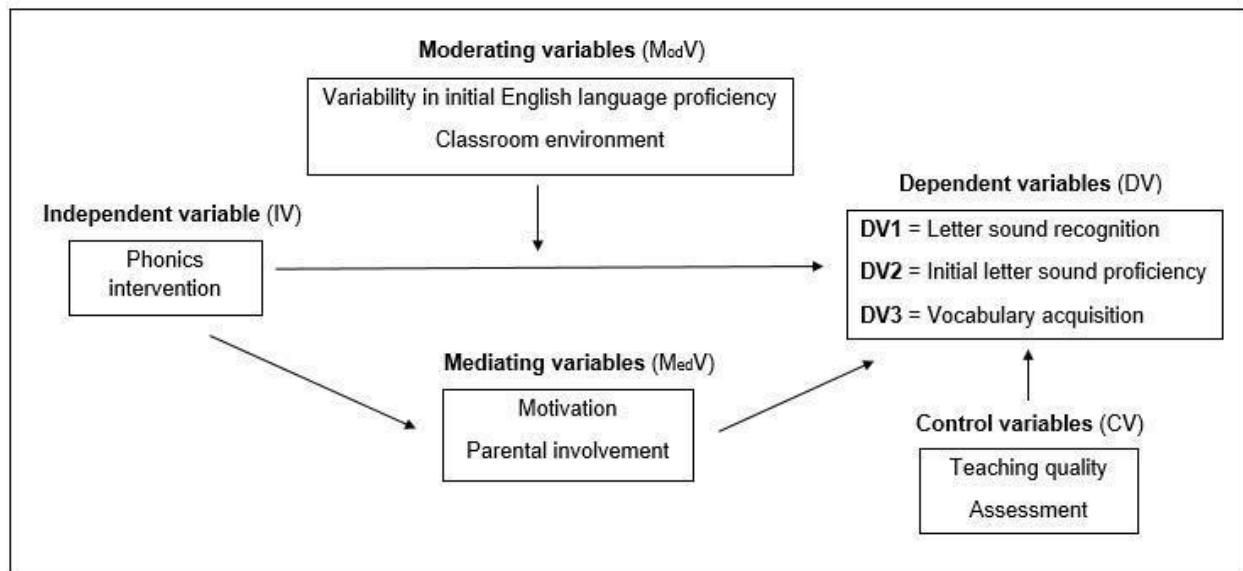 Moderating variables (ModV)
Variability in initial English language proficiency
Classroom environment
Independent variable (IV)
Phonics
intervention
Dependent variables (DV)
DV1 = Letter sound recognition
DV2 = Initial letter sound proficiency
DV3 = Vocabulary acquisition
Mediating variables (MedV)
Motivation
Parental involvement
Control variables (CV)
Teaching quality
Assessment